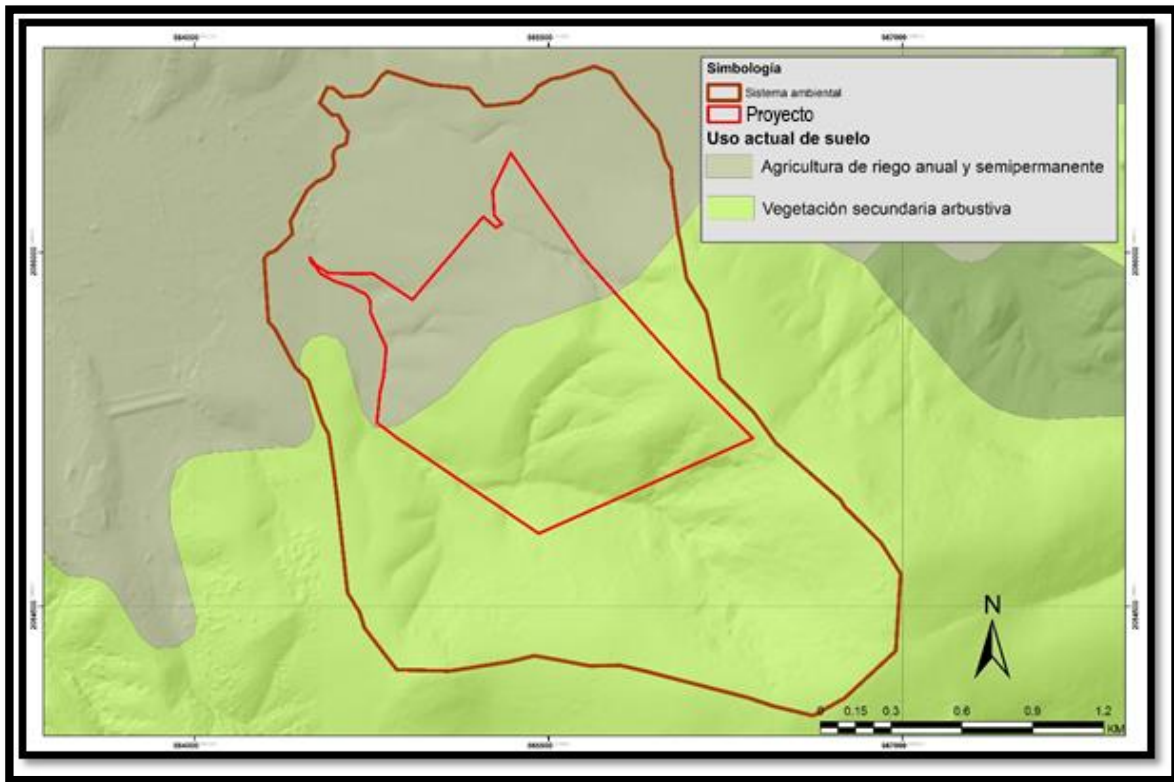 Simbología
Sistema ambiental
Proyecto
Uso actual de suelo
Agricultura de riego anual y semipermanente
Vegetación secundaria arbustiva
N
0 0.15 0.3 0.6 0.9 1.2
KM